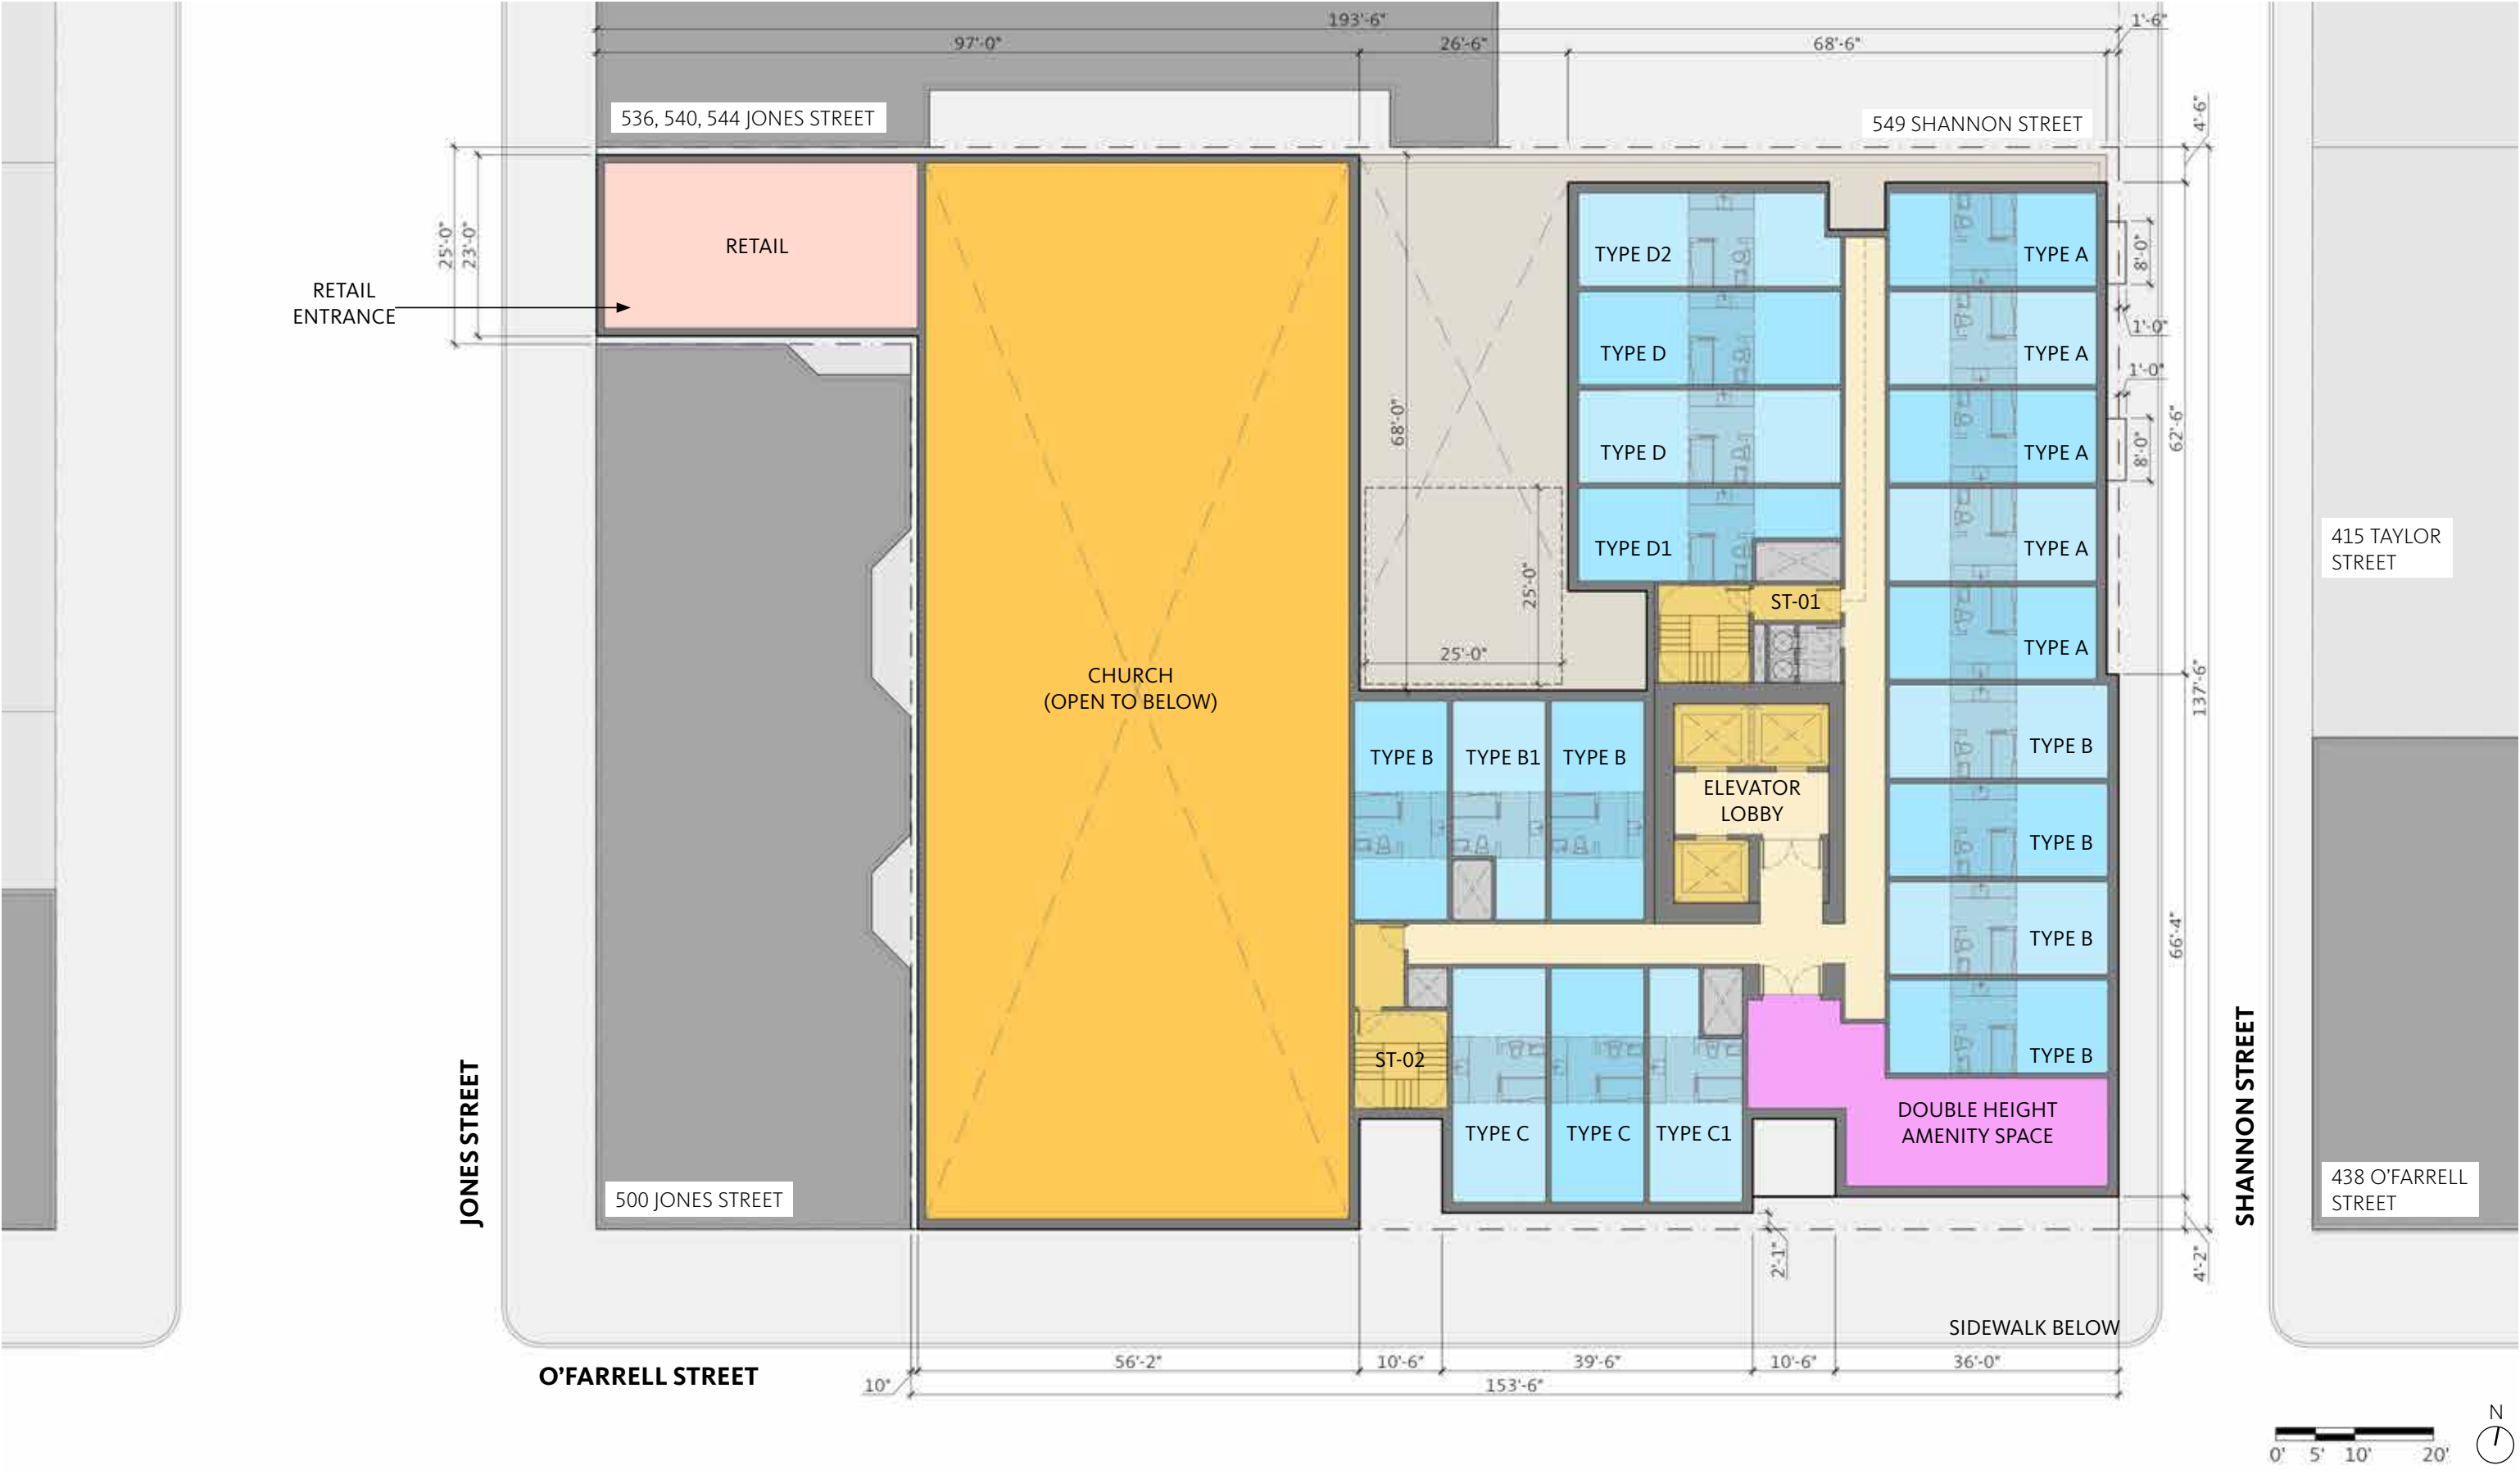 193'-6"
1'-6"
97'-0"
26'-6"
68'-6"
4'-6"
536, 540, 544 JONES STREET
549 SHANNON STREET
25'-0"
23'-0"
RETAIL
RETAIL
ENTRANCE
TYPE D2
TYPE A
8'-0"
1'-0"
TYPE D
TYPE A
1'-0"
68'-0"
62'-6"
TYPE D
TYPE A
8'-0"
415 TAYLOR
STREET
TYPE D1
TYPE A
25'-0"
ST-01
25'-0"
TYPE A
CHURCH
(OPEN TO BELOW)
137'-6"
TYPE B
TYPE B1
TYPE B
TYPE B
ELEVATOR
LOBBY
TYPE B
TYPE B
66'-4"
ST-02
TYPE B
JONES STREET
SHANNON STREET
TYPE C
TYPE C
TYPE C1
DOUBLE HEIGHT
AMENITY SPACE
500 JONES STREET
438 O'FARRELL
STREET
2'-1"
4'-2"
SIDEWALK BELOW
O'FARRELL STREET
56'-2"
10'-6"
39'-6"
10'-6"
36'-0"
10"
153'-6"
N
0' 5' 10' 20'